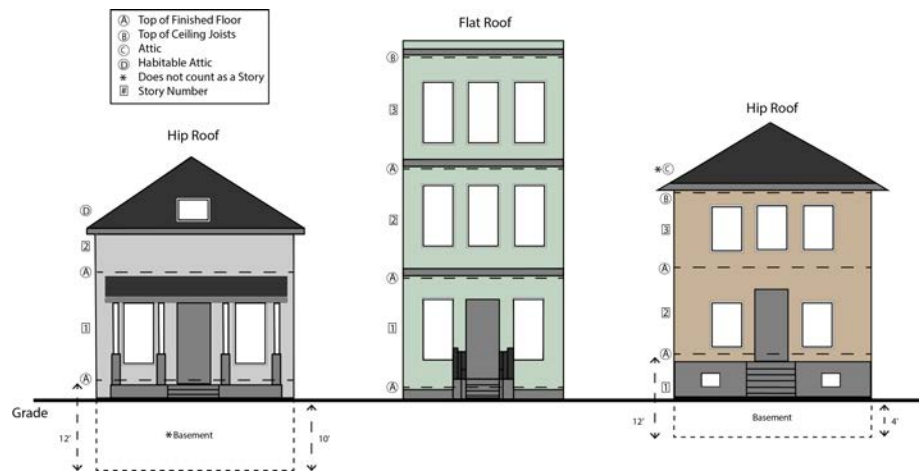 Ⓐ Top of Finished Floor
Ⓑ Top of Ceiling Joists
Ⓒ Attic
Ⓓ Habitable Attic
* Does not count as a Story
# Story Number
Flat Roof
Hip Roof
Hip Roof
Ⓑ
3
Ⓐ
2
Ⓐ
1
Ⓐ
Ⓓ
2
Ⓐ
1
Ⓐ
*Ⓒ
Ⓑ
3
Ⓐ
2
Ⓐ
1
Grade
12'
*Basement
10'
12'
Basement
4'